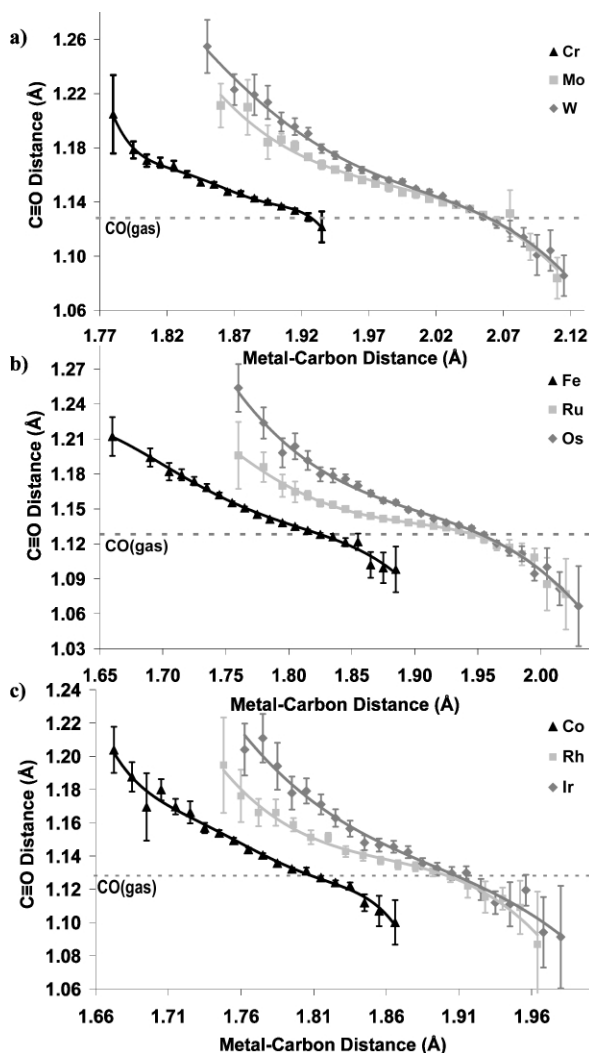 a)
1.26
1.22
1.18
1.14
1.10
1.06
C≡O Distance (Å)
Cr
Mo
W
CO(gas)
1.77 1.82 1.87 1.92 1.97 2.02 2.07 2.12
Metal-Carbon Distance (Å)
b)
1.27
1.24
1.21
1.18
1.15
1.12
1.09
1.06
1.03
C≡O Distance (Å)
Fe
Ru
Os
CO(gas)
1.65 1.70 1.75 1.80 1.85 1.90 1.95 2.00
Metal-Carbon Distance (Å)
c)
1.24
1.22
1.20
1.18
1.16
1.14
1.12
1.10
1.08
1.06
C≡O Distance (Å)
Co
Rh
Ir
CO(gas)
1.66 1.71 1.76 1.81 1.86 1.91 1.96
Metal-Carbon Distance (Å)